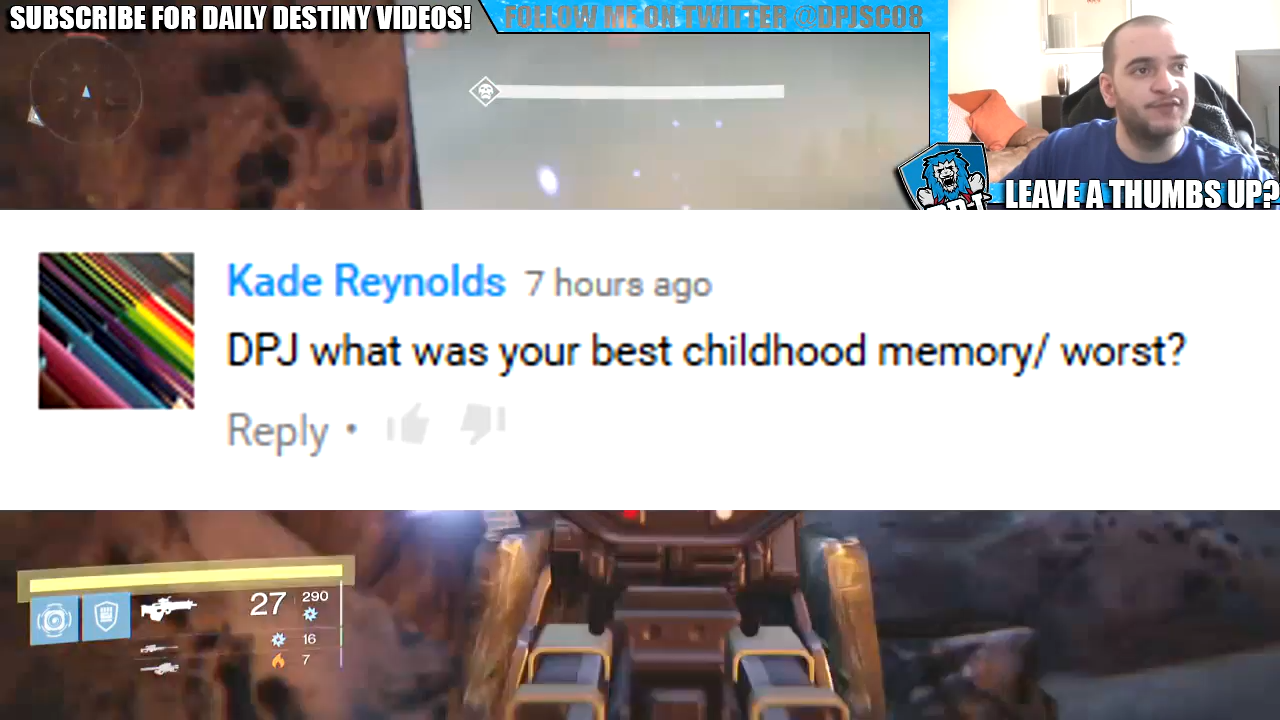 SUBSCRIBE FOR DAILY DESTINY VIDEOS!
FOLLOW ME ON TWITTER @DPJSC08
LEAVE A THUMBS UP?
Kade Reynolds 7 hours ago
DPJ what was your best childhood memory/ worst?
Reply •
27 290
16
7